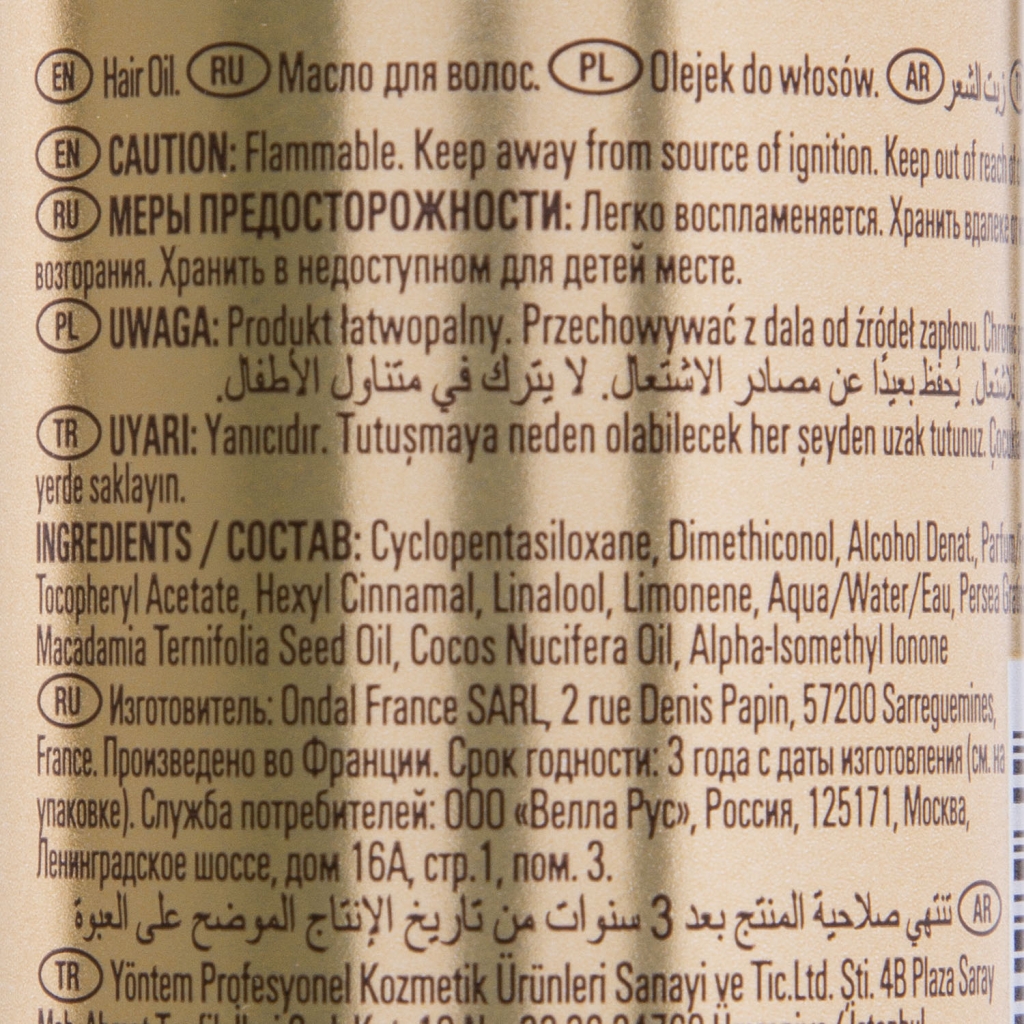 EN Hair Oil. RU Масло для волос. PL Olejek do włosów. AR زيت الشعر
EN CAUTION: Flammable. Keep away from source of ignition. Keep out of reach of
RU МЕРЫ ПРЕДОСТОРОЖНОСТИ: Легко воспламеняется. Хранить вдалеке от
возгорания. Хранить в недоступном для детей месте.
PL UWAGA: Produkt łatwopalny. Przechowywać z dala od źródeł zapłonu.
للاشتعال. يُحفظ بعيدًا عن مصادر الاشتعال. لا يترك في متناول الأطفال.
TR UYARI: Yanıcıdır. Tutuşmaya neden olabilecek her şeyden uzak tutunuz.
yerde saklayın.
INGREDIENTS / СОСТАВ: Cyclopentasiloxane, Dimethiconol, Alcohol Denat.,
Tocopheryl Acetate, Hexyl Cinnamal, Linalool, Limonene, Aqua/Water/Eau, Persea
Macadamia Ternifolia Seed Oil, Cocos Nucifera Oil, Alpha-Isomethyl Ionone
RU Изготовитель: Ondal France SARL, 2 rue Denis Papin, 57200 Sarreguemines,
France. Произведено во Франции. Срок годности: 3 года с даты изготовления (см. на
упаковке). Служба потребителей: ООО «Велла Рус», Россия, 125171, Москва,
Ленинградское шоссе, дом 16А, стр.1, пом. 3.
AR تنتهي صلاحية المنتج بعد 3 سنوات من تاريخ الإنتاج الموضح على العبوة
TR Yöntem Profesyonel Kozmetik Ürünleri Sanayi ve Tic.Ltd. Şti. 4B Plaza Saray